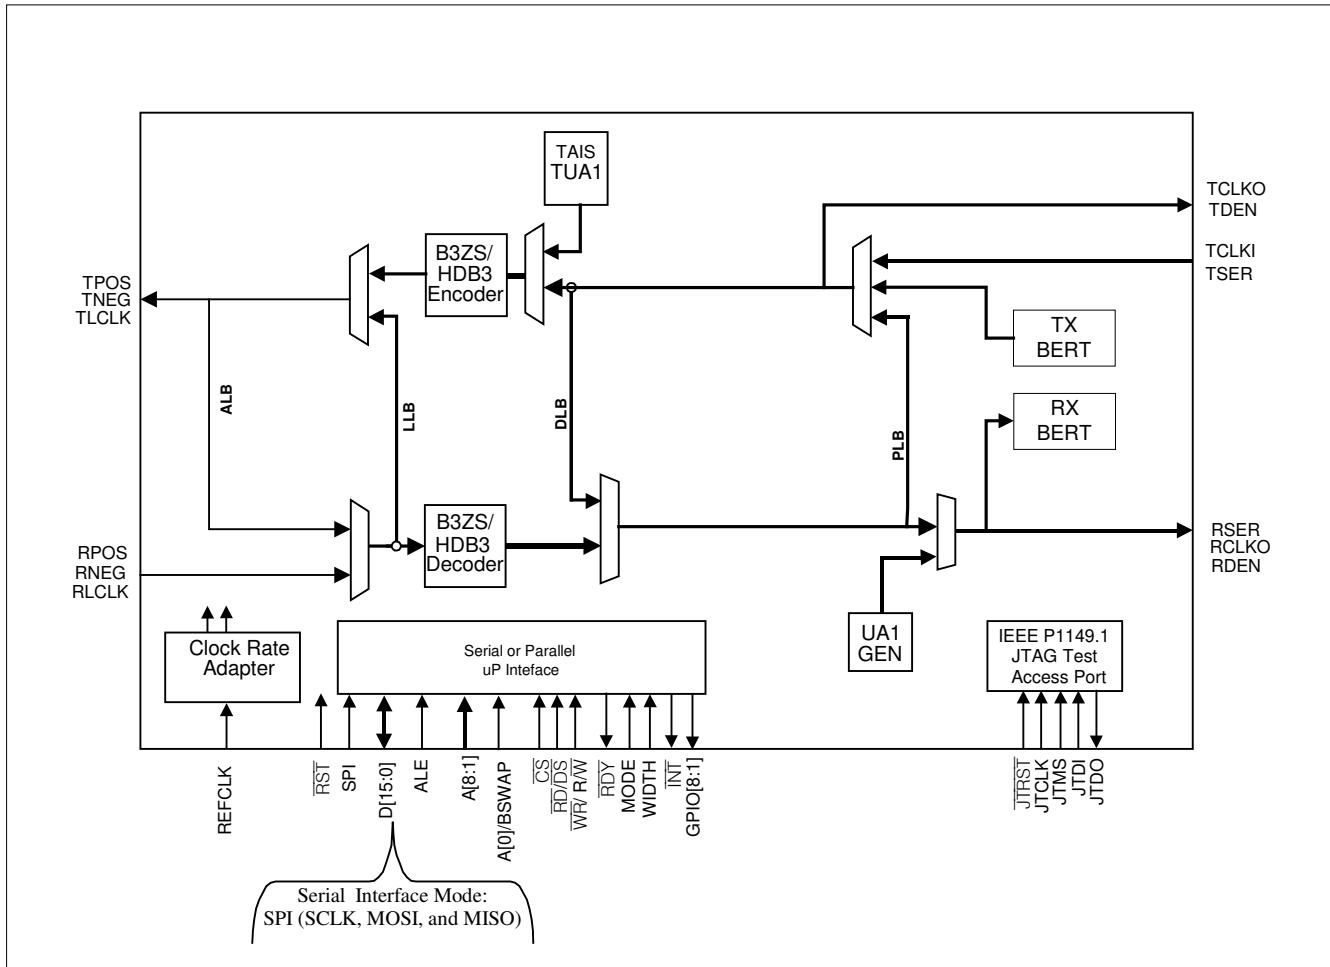 TAIS
TUA1
TCLKO
TDEN
TCLKI
TSER
B3ZS/
HDB3
Encoder
TPOS
TNEG
TLCLK
TX
BERT
ALB
LLB
DLB
PLB
RX
BERT
B3ZS/
HDB3
Decoder
RPOS
RNEG
RLCLK
RSER
RCLKO
RDEN
Clock Rate
Adapter
Serial or Parallel
uP Inteface
UA1
GEN
IEEE P1149.1
JTAG Test
Access Port
REFCLK
RST
SPI
D[15:0]
ALE
A[8:1]
A[0]/BSWAP
CS
RD/DS
WR/ R/W
RDY
MODE
WIDTH
INT
GPIO[8:1]
JTRST
JTCLK
JTMS
JTDI
JTDO
Serial Interface Mode:
SPI (SCLK, MOSI, and MISO)